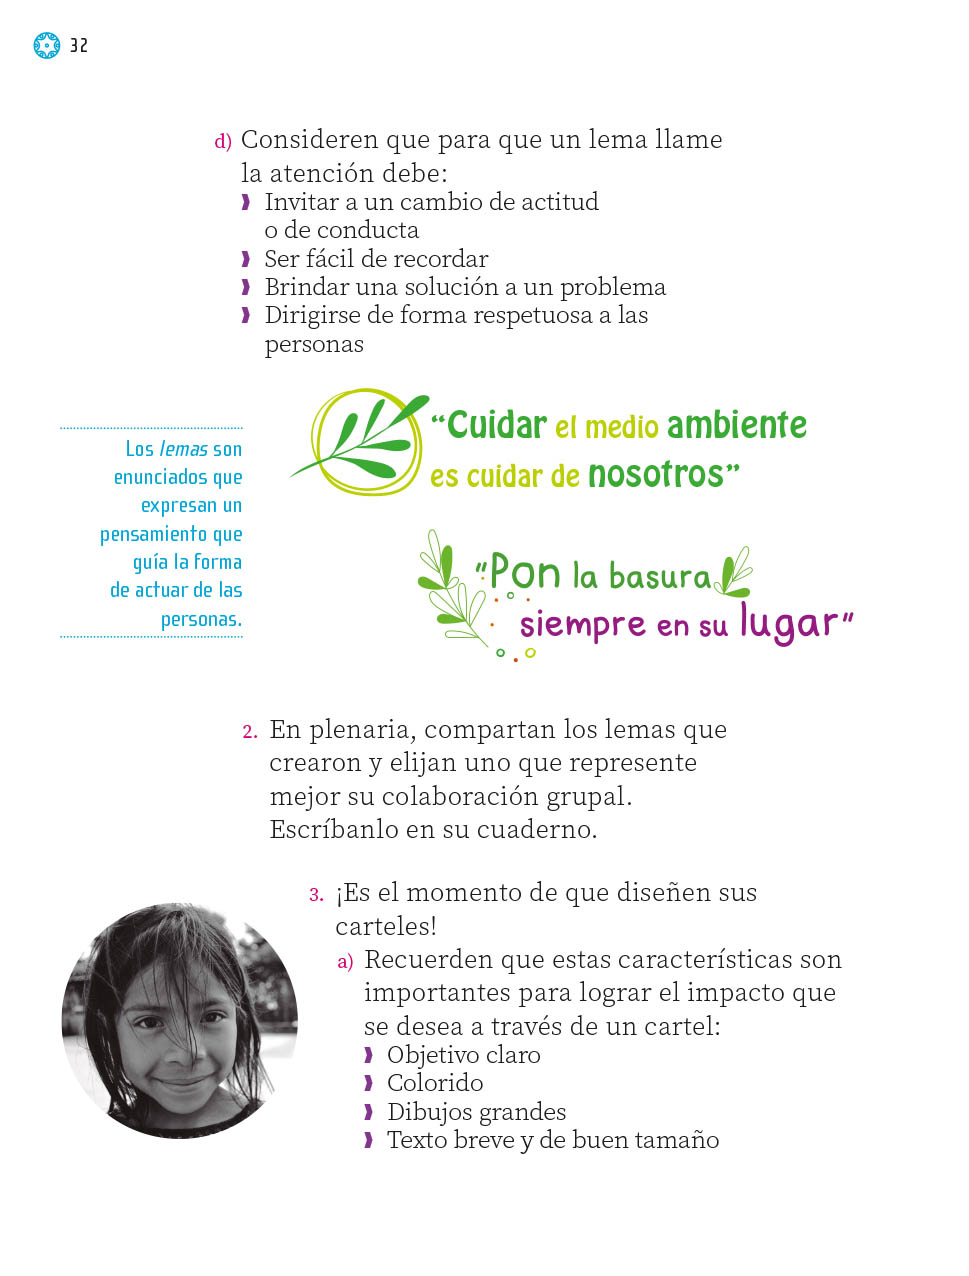 32
d) Consideren que para que un lema llame
la atención debe:
Invitar a un cambio de actitud
o de conducta
Ser fácil de recordar
Brindar una solución a un problema
Dirigirse de forma respetuosa a las
personas
“Cuidar el medio ambiente
es cuidar de nosotros”
Los lemas son
enunciados que
expresan un
pensamiento que
guía la forma
de actuar de las
personas.
“Pon la basura
siempre en su lugar”
2. En plenaria, compartan los lemas que
crearon y elijan uno que represente
mejor su colaboración grupal.
Escríbanlo en su cuaderno.
3. ¡Es el momento de que diseñen sus
carteles!
a) Recuerden que estas características son
importantes para lograr el impacto que
se desea a través de un cartel:
Objetivo claro
Colorido
Dibujos grandes
Texto breve y de buen tamaño